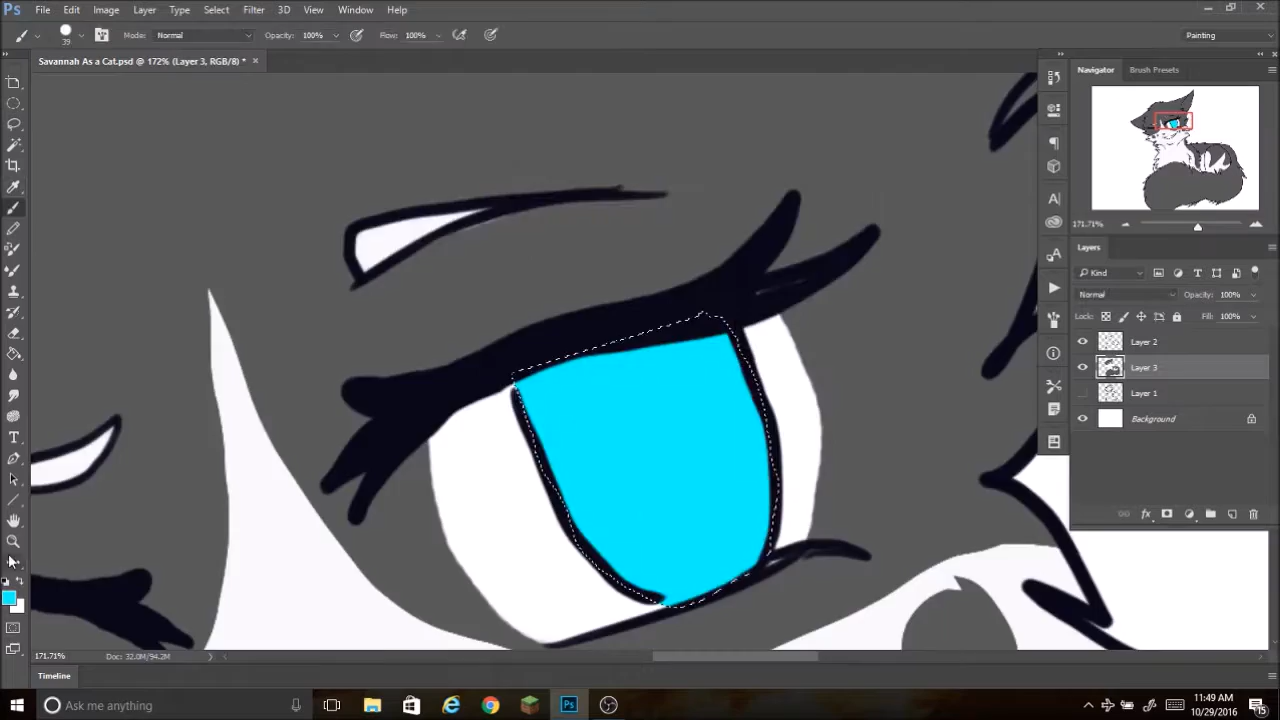 Ps File Edit Image Layer Type Select Filter 3D View Window Help
39 Mode: Normal Opacity: 100% Flow: 100% Painting
Savannah As a Cat.psd @ 172% (Layer 3, RGB/8) * ×
Navigator Brush Presets
171.71%
Layers
Kind
Normal Opacity: 100%
Lock: Fill: 100%
Layer 2
Layer 3
Layer 1
Background
171.71% Doc: 32.0M/94.2M
Timeline
Ask me anything
Ps
11:49 AM
10/29/2016
15